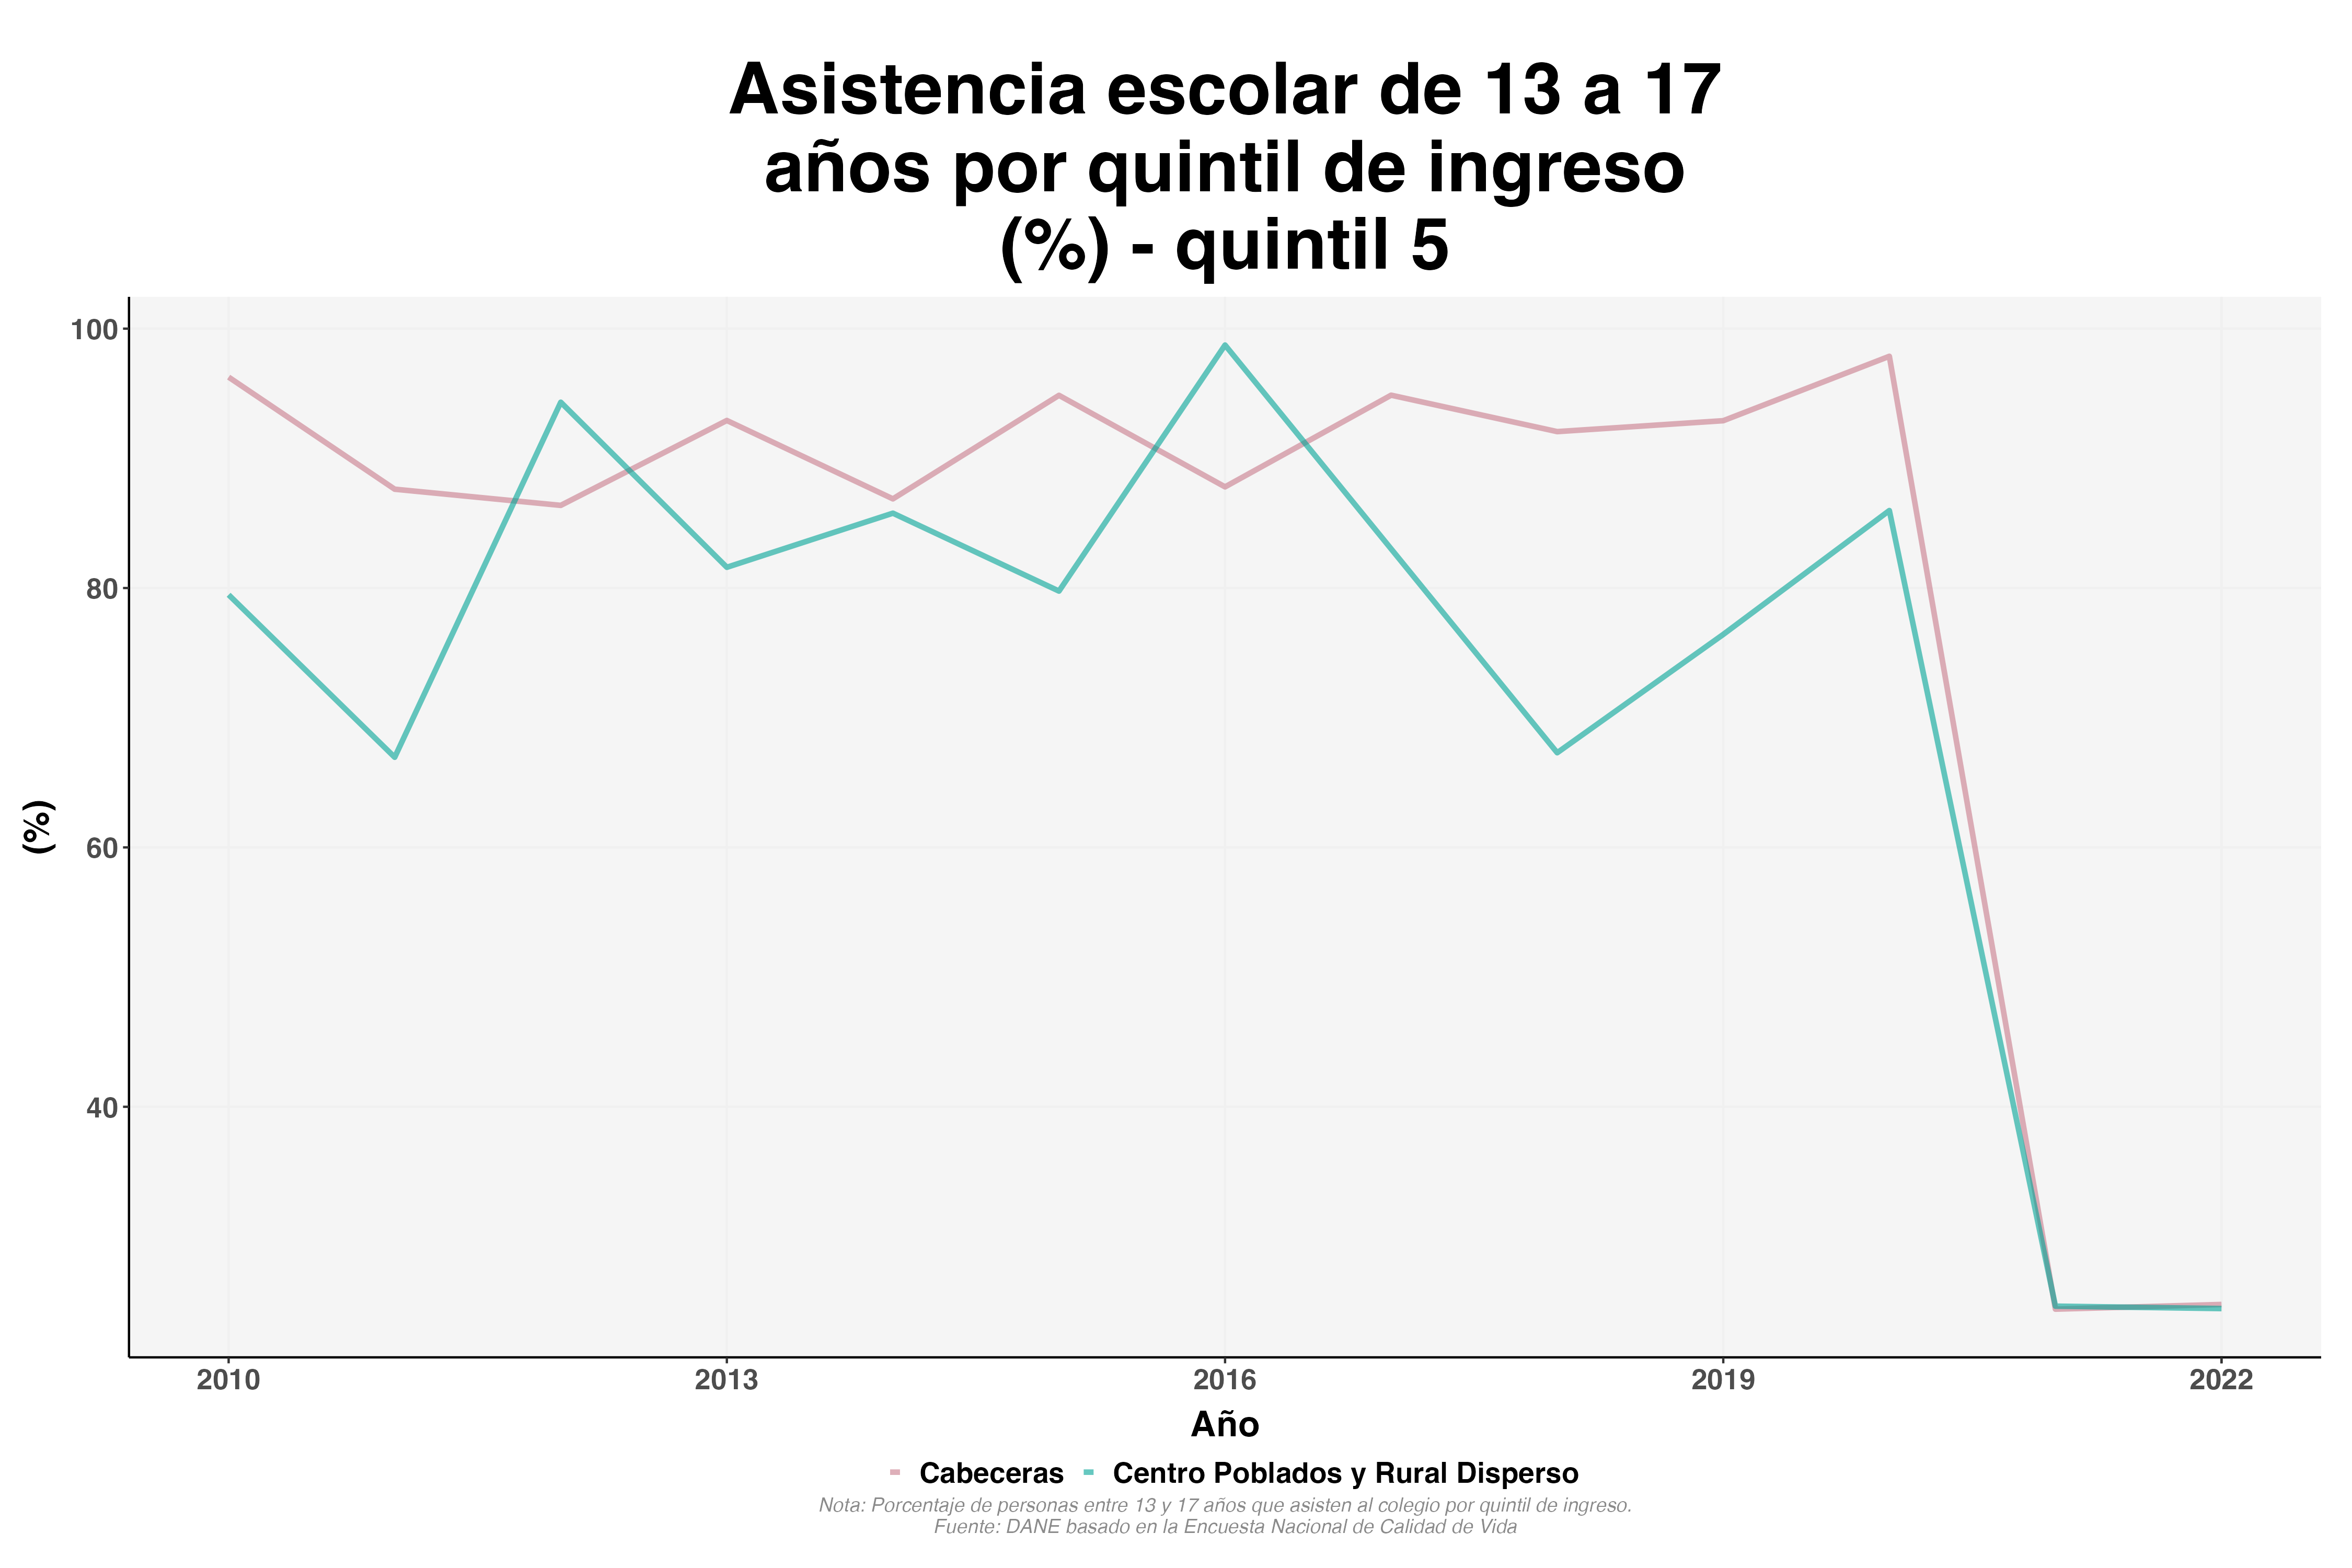 Asistencia escolar de 13 a 17
años por quintil de ingreso
(%) - quintil 5
100
80
60
40
(%)
2010 2013 2016 2019 2022
Año
Cabeceras Centro Poblados y Rural Disperso
Nota: Porcentaje de personas entre 13 y 17 años que asisten al colegio por quintil de ingreso.
Fuente: DANE basado en la Encuesta Nacional de Calidad de Vida